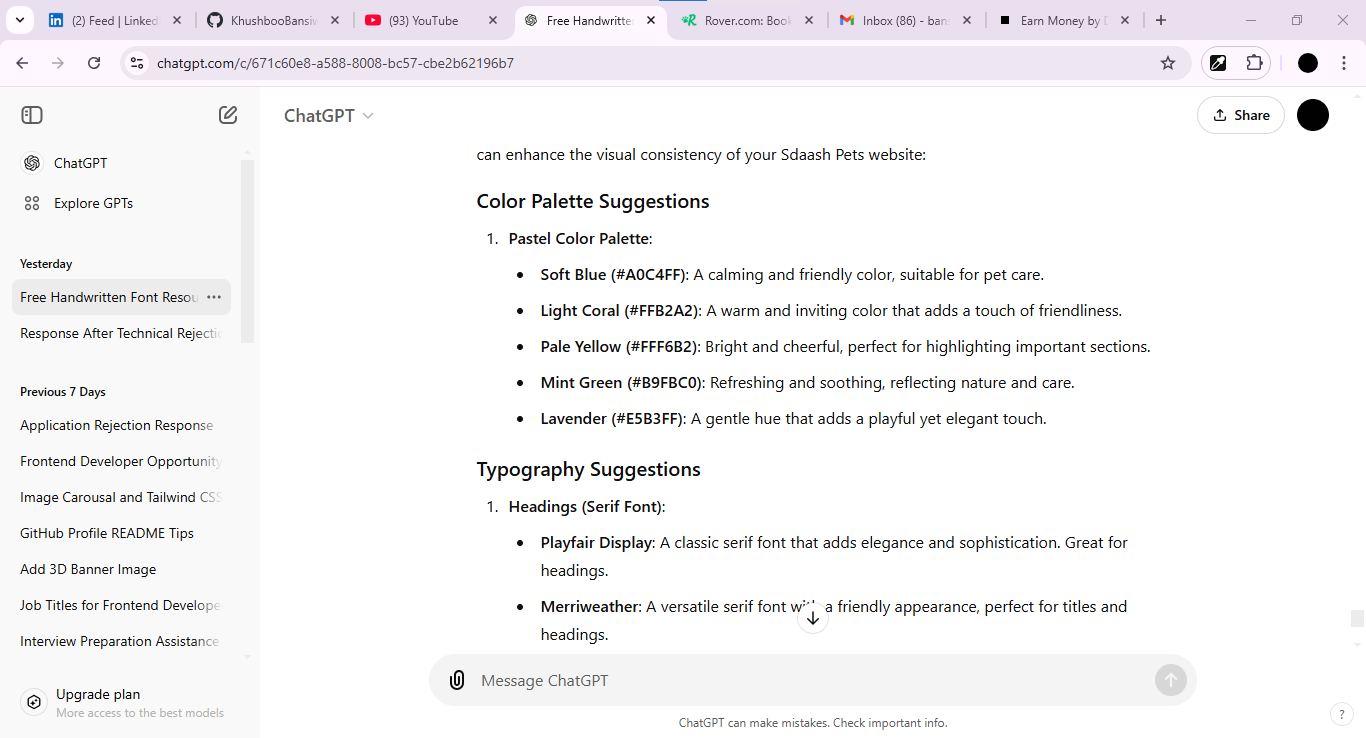 (2) Feed | Linked
KhushbooBansiw
(93) YouTube
Free Handwritten
Rover.com: Book
Inbox (86) - bans
Earn Money by D
chatgpt.com/c/671c60e8-a588-8008-bc57-cbe2b62196b7
ChatGPT
Share
ChatGPT
Explore GPTs
Yesterday
Free Handwritten Font Resou
Response After Technical Rejectio
Previous 7 Days
Application Rejection Response
Frontend Developer Opportunity
Image Carousal and Tailwind CSS
GitHub Profile README Tips
Add 3D Banner Image
Job Titles for Frontend Develope
Interview Preparation Assistance
Upgrade plan
More access to the best models
can enhance the visual consistency of your Sdaash Pets website:
Color Palette Suggestions
1. Pastel Color Palette:
• Soft Blue (#A0C4FF): A calming and friendly color, suitable for pet care.
• Light Coral (#FFB2A2): A warm and inviting color that adds a touch of friendliness.
• Pale Yellow (#FFF6B2): Bright and cheerful, perfect for highlighting important sections.
• Mint Green (#B9FBC0): Refreshing and soothing, reflecting nature and care.
• Lavender (#E5B3FF): A gentle hue that adds a playful yet elegant touch.
Typography Suggestions
1. Headings (Serif Font):
• Playfair Display: A classic serif font that adds elegance and sophistication. Great for
headings.
• Merriweather: A versatile serif font with a friendly appearance, perfect for titles and
headings.
Message ChatGPT
ChatGPT can make mistakes. Check important info.
?